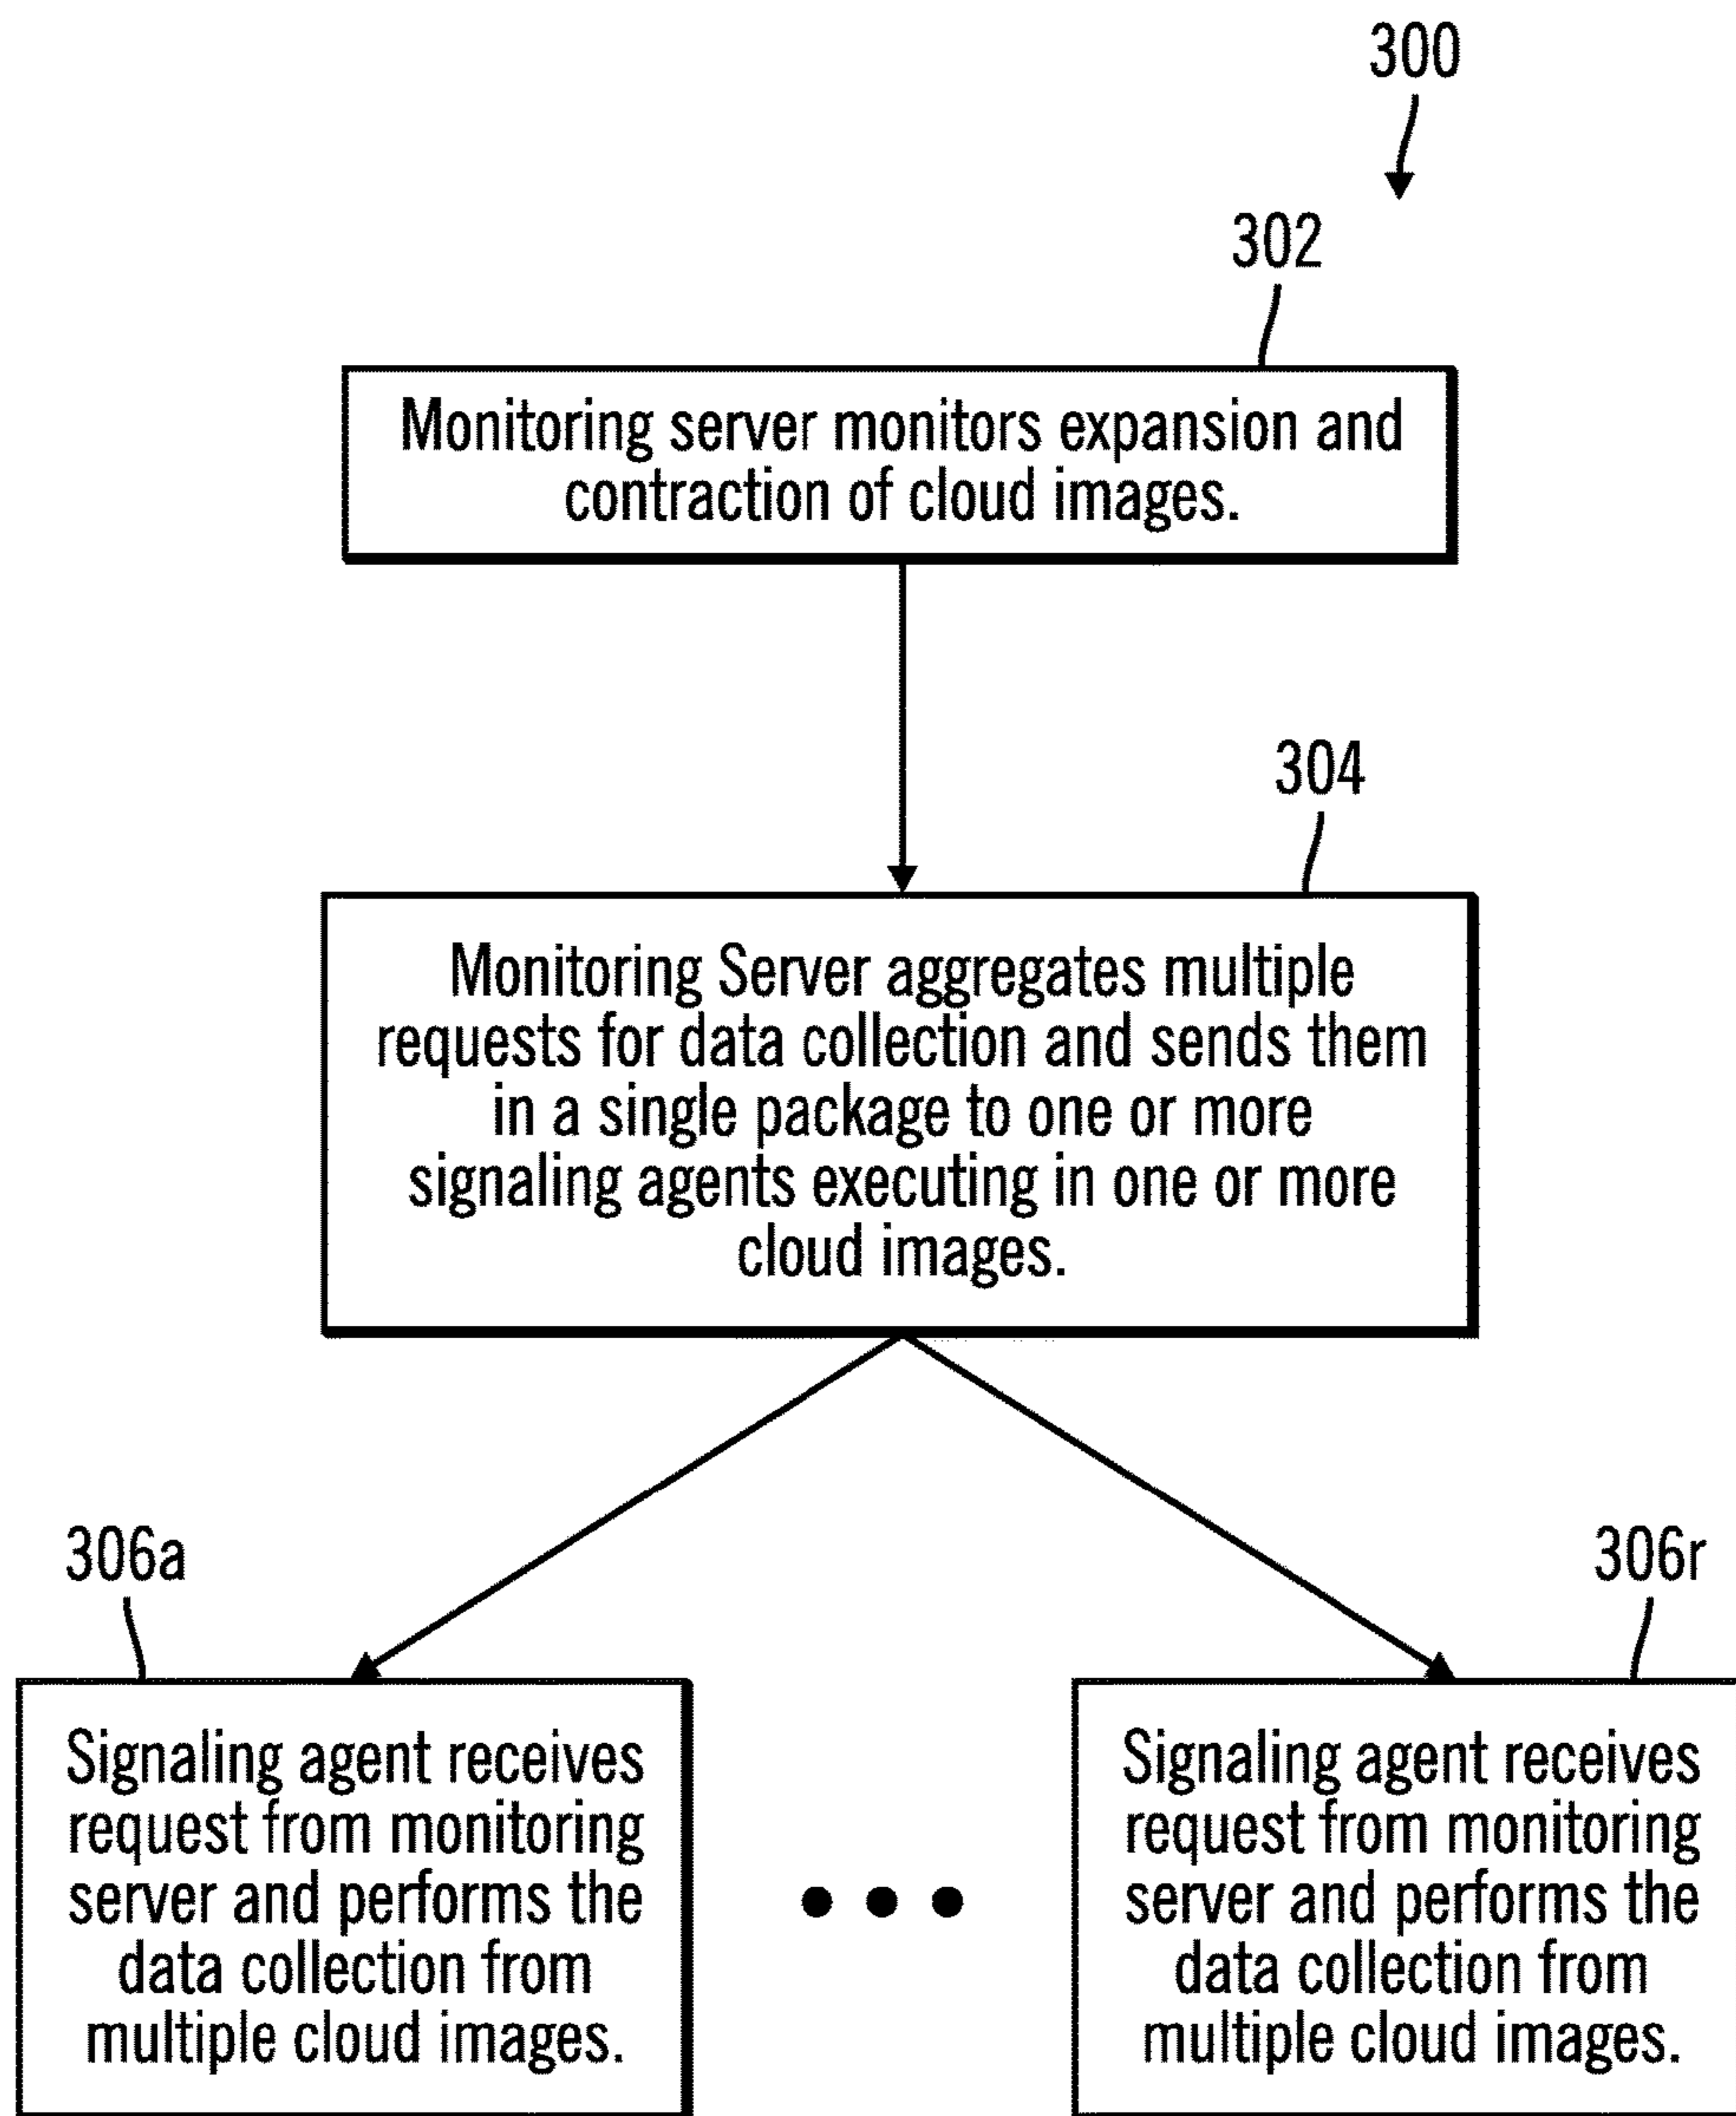 300
302
Monitoring server monitors expansion and
contraction of cloud images.
304
Monitoring Server aggregates multiple
requests for data collection and sends them
in a single package to one or more
signaling agents executing in one or more
cloud images.
306a
Signaling agent receives
request from monitoring
server and performs the
data collection from
multiple cloud images.
306r
Signaling agent receives
request from monitoring
server and performs the
data collection from
multiple cloud images.